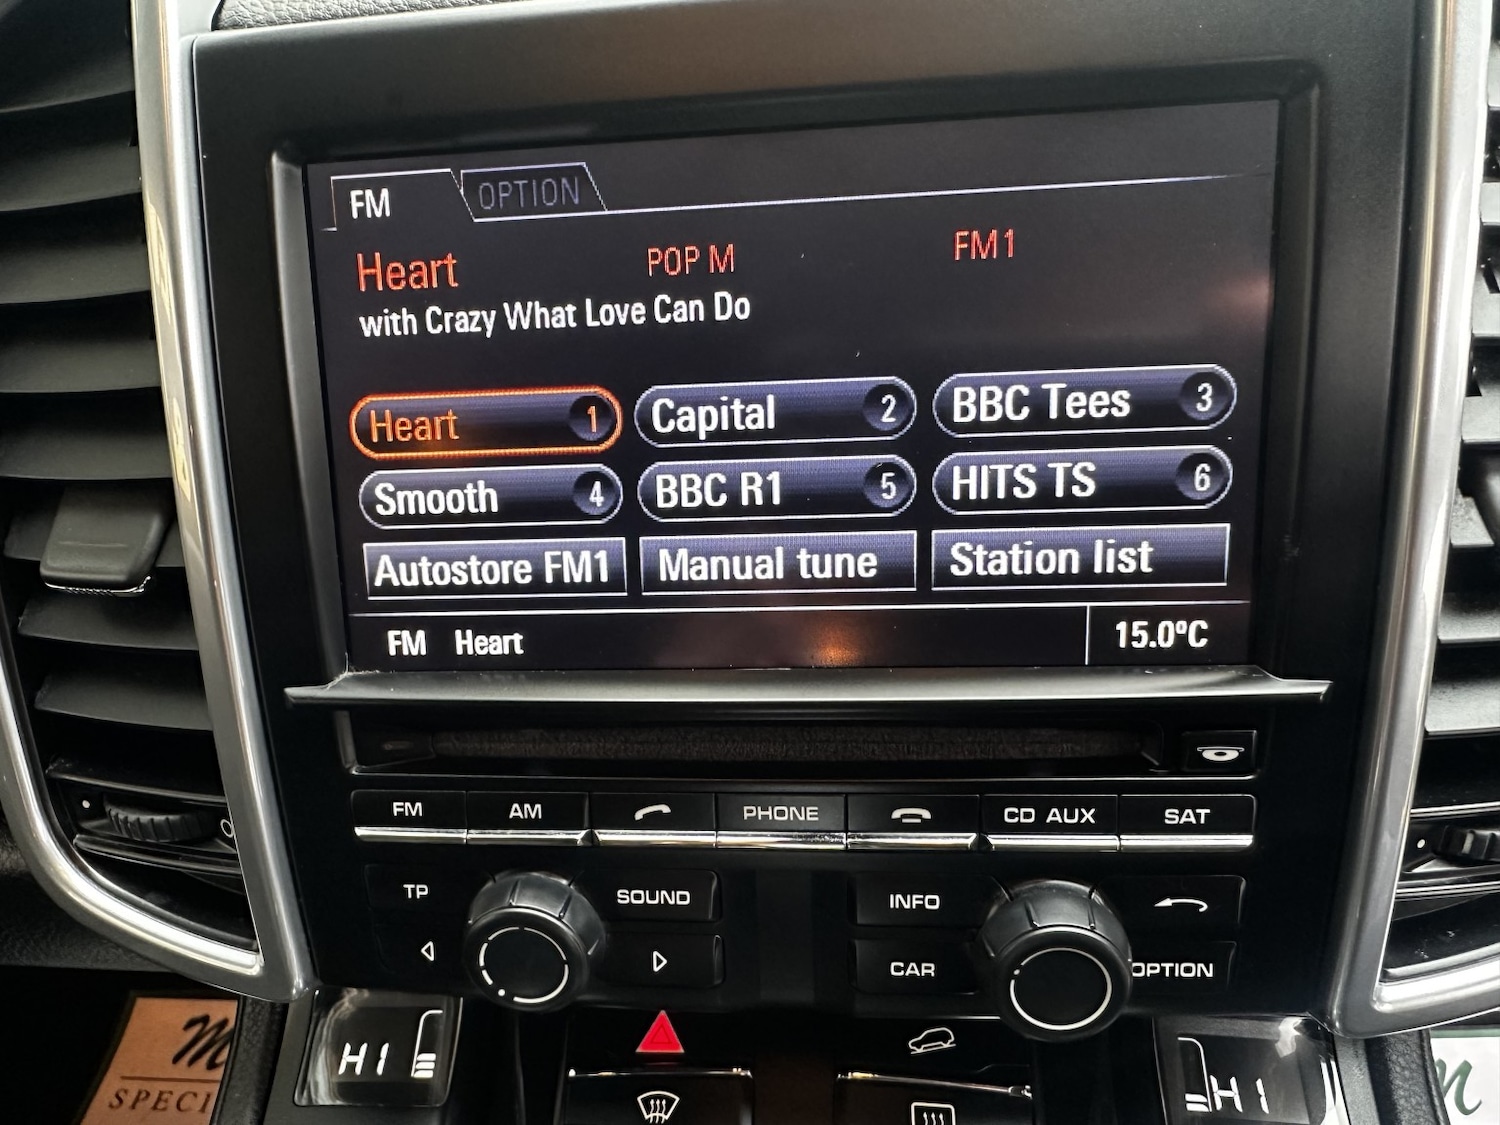 FM OPTION
Heart POP M FM1
with Crazy What Love Can Do
Heart 1 Capital 2 BBC Tees 3
Smooth 4 BBC R1 5 HITS TS 6
Autostore FM1 Manual tune Station list
FM Heart 15.0ºC
FM AM PHONE CD AUX SAT
TP SOUND INFO
CAR OPTION
HI HI
SPECI